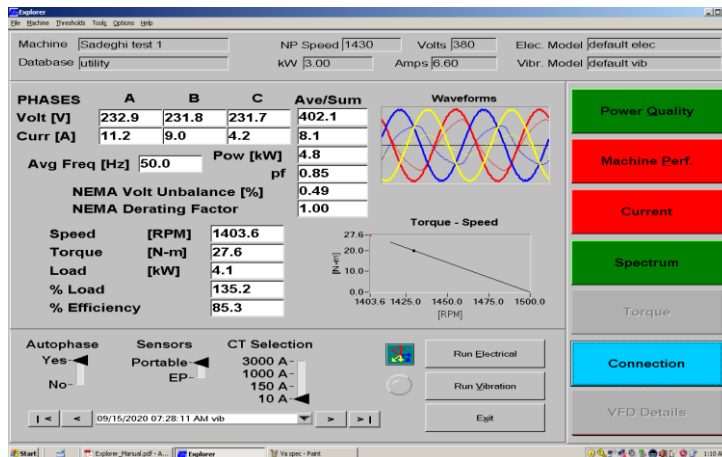 Explorer
File Machine Thresholds Tools Options Help
Machine Sadeghi test 1 NP Speed 1430 Volts 380 Elec. Model default elec
Database utility kW 3.00 Amps 6.60 Vibr. Model default vib
PHASES A B C Ave/Sum
Volt [V] 232.9 231.8 231.7 402.1
Curr [A] 11.2 9.0 4.2 8.1
Avg Freq [Hz] 50.0 Pow [kW] 4.8
pf 0.85
NEMA Volt Unbalance [%] 0.49
NEMA Derating Factor 1.00
Speed [RPM] 1403.6
Torque [N-m] 27.6
Load [kW] 4.1
% Load 135.2
% Efficiency 85.3
Waveforms
Torque - Speed
27.6
20.0
10.0
0.0
[N-m]
1403.6 1425.0 1450.0 1475.0 1500.0
[RPM]
Power Quality
Machine Perf.
Current
Spectrum
Torque
Connection
VFD Details
Autophase Sensors CT Selection
Yes Portable 3000 A
No EP 1000 A
150 A
10 A
Run Electrical
Run Vibration
Exit
|< < 09/15/2020 07:28:11 AM vib > >|
Start Explorer_Manual.pdf - A... Explorer Va spec - Paint 1:10 A